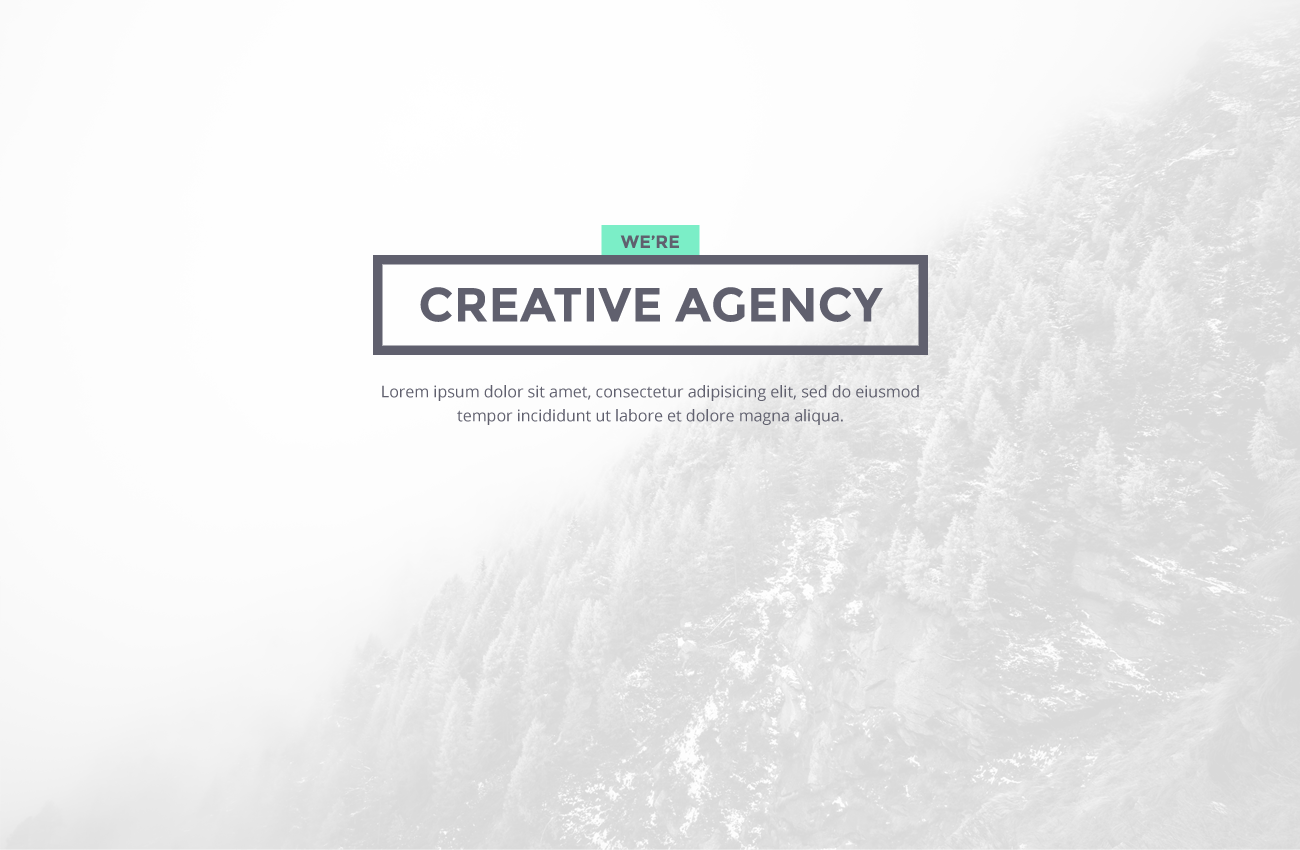 WE'RE
CREATIVE AGENCY
Lorem ipsum dolor sit amet, consectetur adipisicing elit, sed do eiusmod
tempor incididunt ut labore et dolore magna aliqua.